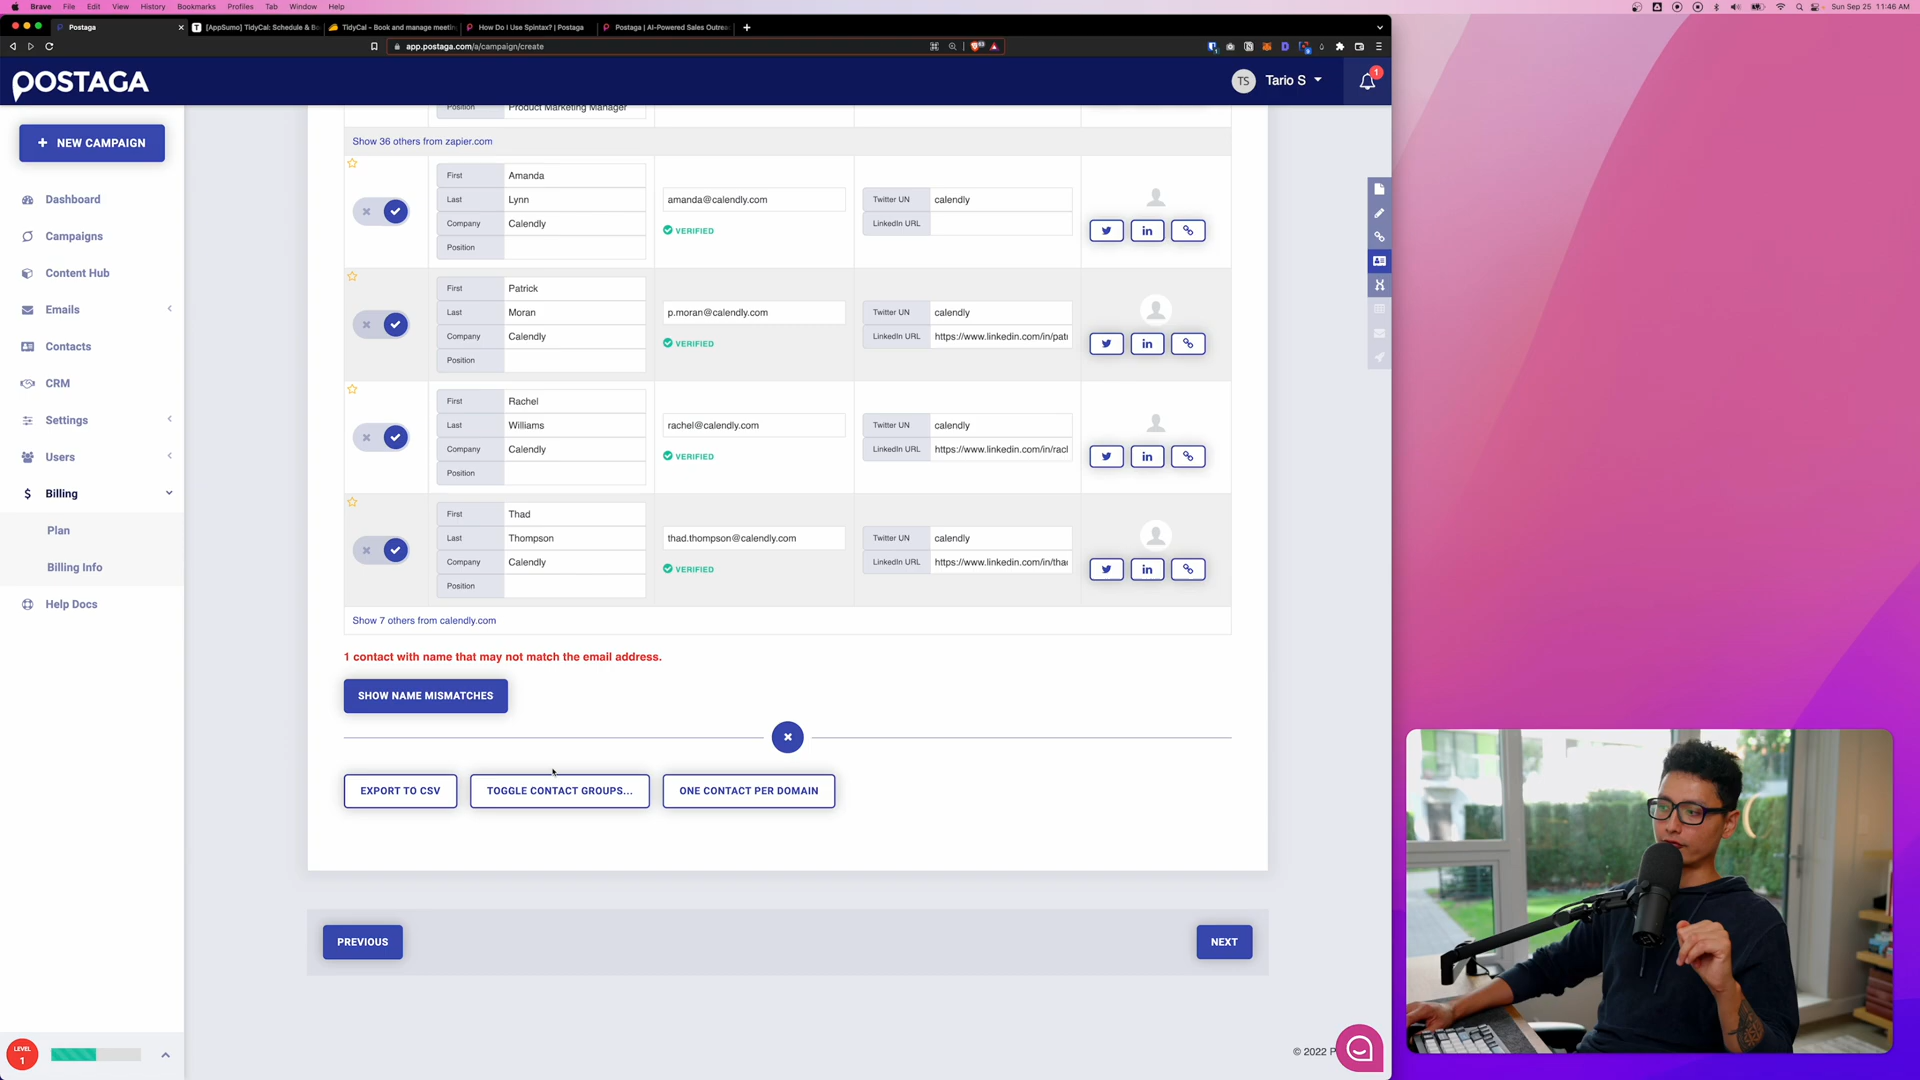 Brave File Edit View History Bookmarks Profiles Tab Window Help
Sun Sep 25 11:46 AM
Postaga
[AppSumo] TidyCal: Schedule & B
TidyCal – Book and manage meeti
How Do I Use Spintax? | Postaga
Postaga | AI-Powered Sales Outrea
app.postaga.com/a/campaign/create
POSTAGA
TS Tario S
1
NEW CAMPAIGN
Dashboard
Campaigns
Content Hub
Emails
Contacts
CRM
Settings
Users
Billing
Plan
Billing Info
Help Docs
LEVEL
1
Position Product Marketing Manager
Show 36 others from zapier.com
First Amanda
Last Lynn
Company Calendly
Position
amanda@calendly.com
VERIFIED
Twitter UN calendly
LinkedIn URL
First Patrick
Last Moran
Company Calendly
Position
p.moran@calendly.com
VERIFIED
Twitter UN calendly
LinkedIn URL https://www.linkedin.com/in/pat
First Rachel
Last Williams
Company Calendly
Position
rachel@calendly.com
VERIFIED
Twitter UN calendly
LinkedIn URL https://www.linkedin.com/in/rac
First Thad
Last Thompson
Company Calendly
Position
thad.thompson@calendly.com
VERIFIED
Twitter UN calendly
LinkedIn URL https://www.linkedin.com/in/tha
Show 7 others from calendly.com
1 contact with name that may not match the email address.
SHOW NAME MISMATCHES
EXPORT TO CSV
TOGGLE CONTACT GROUPS...
ONE CONTACT PER DOMAIN
PREVIOUS
NEXT
© 2022 P